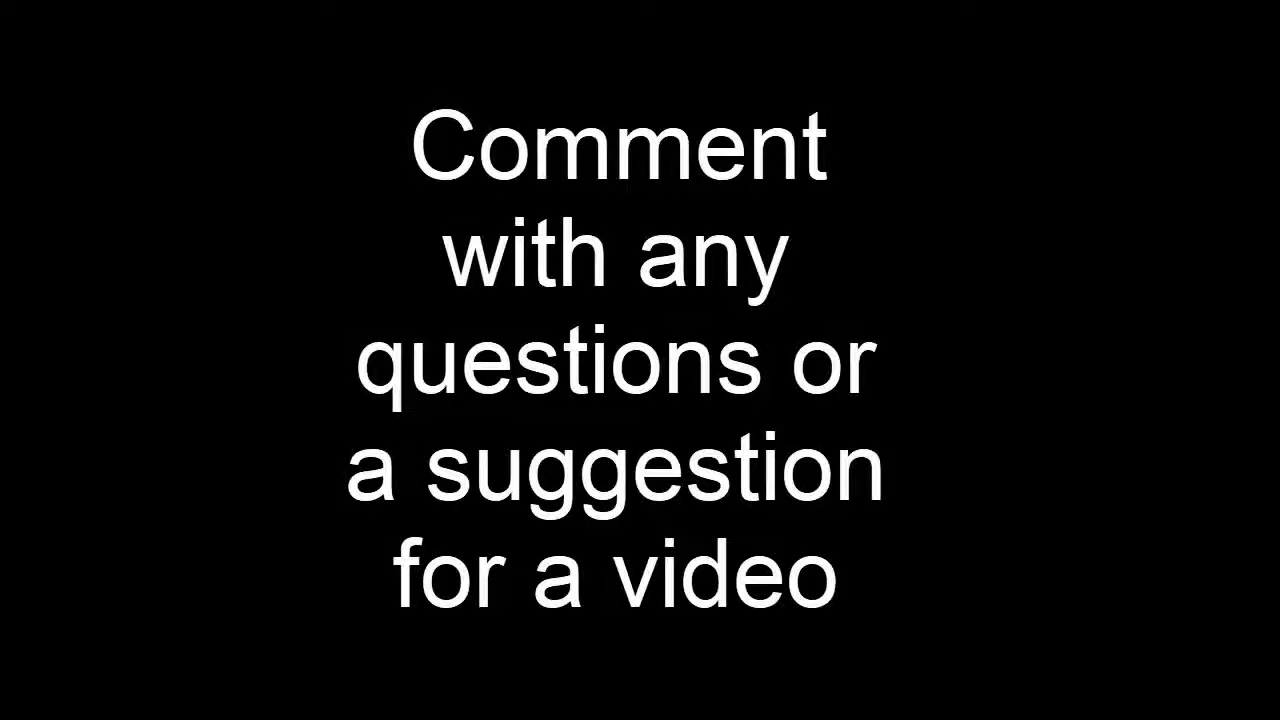 Comment
with any
questions or
a suggestion
for a video